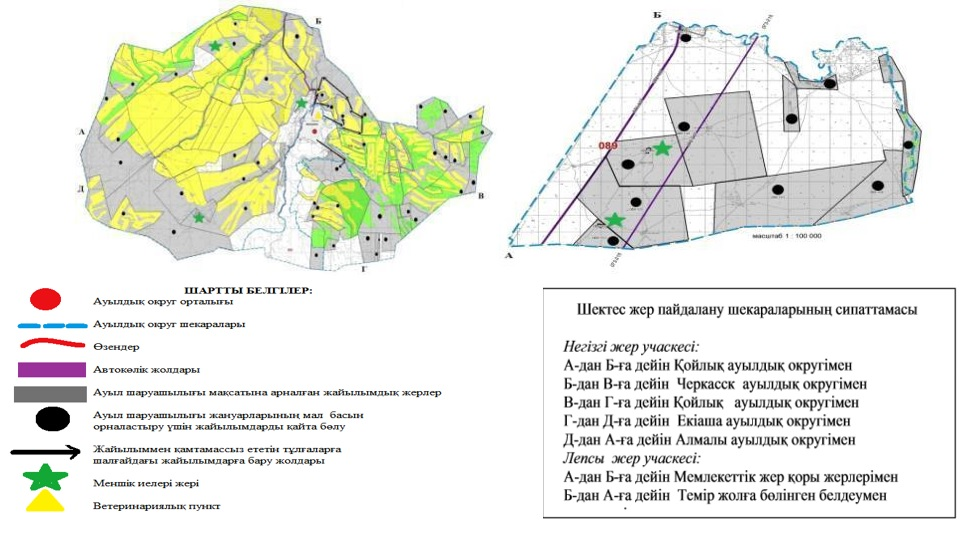 Б
А
Д
В
Г
Б
089
А
масштаб 1 : 100 000
ШАРТТЫ БЕЛГІЛЕР:
Ауылдық округ орталығы
Ауылдық округ шекаралары
Өзендер
Автокөлік жолдары
Ауыл шаруашылығы мақсатына арналған жайылымдық жерлер
Ауыл шаруашылығы жануарларының мал басын
орналастыру үшін жайылымдарды қайта бөлу
Жайылыммен қамтамассыз ететін тұлғаларға
шалғайдағы жайылымдарға бару жолдары
Меншік иелері жері
Ветеринариялық пункт
Шектес жер пайдалану шекараларының сипаттамасы
Негізгі жер учаскесі:
А-дан Б-ға дейін Қойлық ауылдық округімен
Б-дан В-ға дейін Черкасск ауылдық округімен
В-дан Г-ға дейін Қойлық ауылдық округімен
Г-дан Д-ға дейін Екіаша ауылдық округімен
Д-дан А-ға дейін Алмалы ауылдық округімен
Лепсы жер учаскесі:
А-дан Б-ға дейін Мемлекеттік жер қоры жерлерімен
Б-дан А-ға дейін Темір жолға бөлінген белдеумен